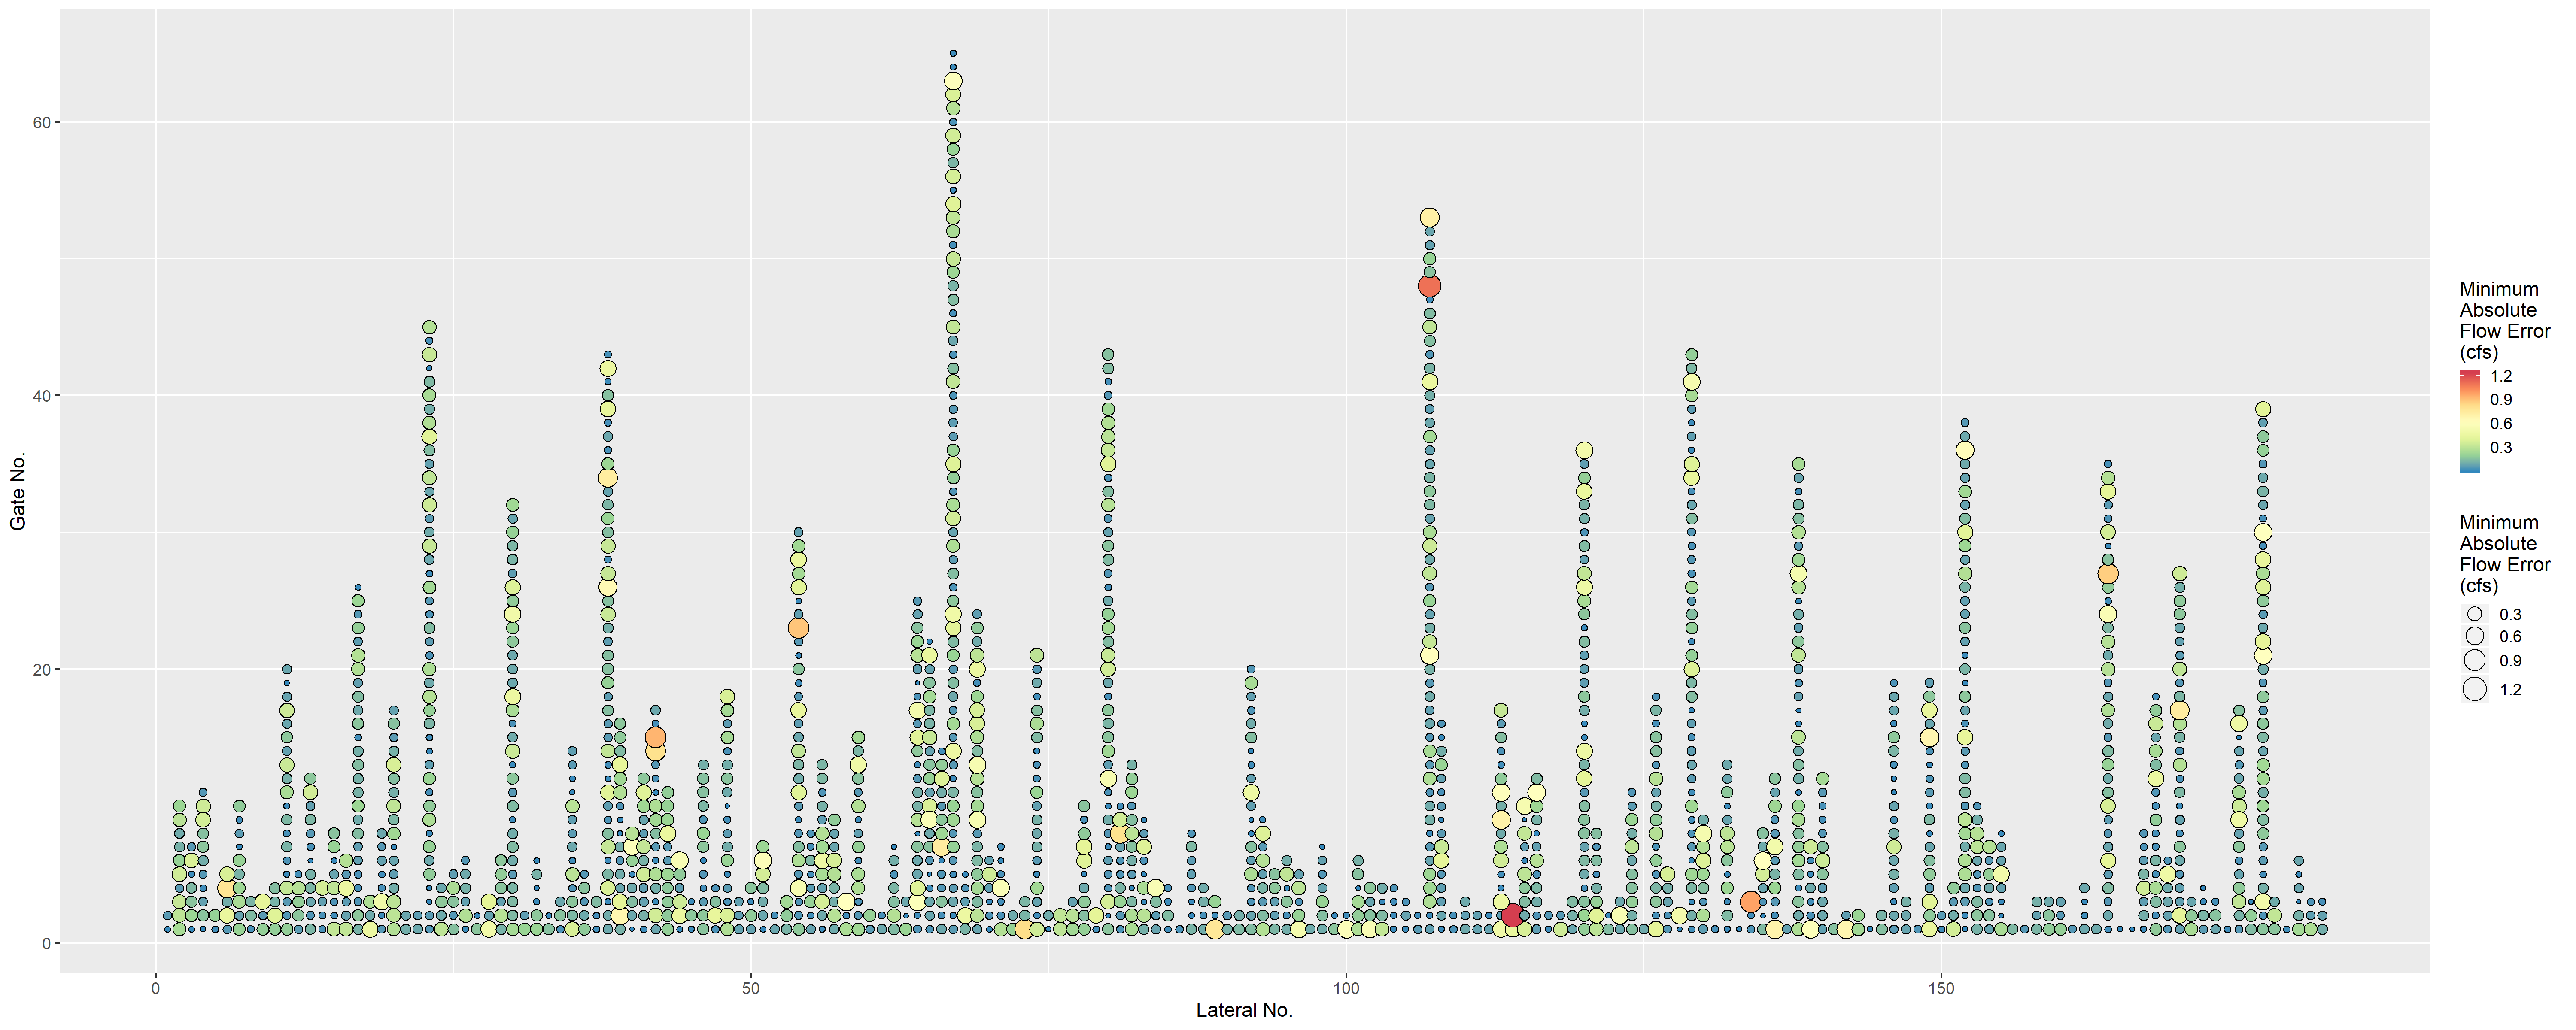 60
40
20
0
Gate No.
0
50
100
150
Lateral No.
Minimum
Absolute
Flow Error
(cfs)
1.2
0.9
0.6
0.3
Minimum
Absolute
Flow Error
(cfs)
0.3
0.6
0.9
1.2